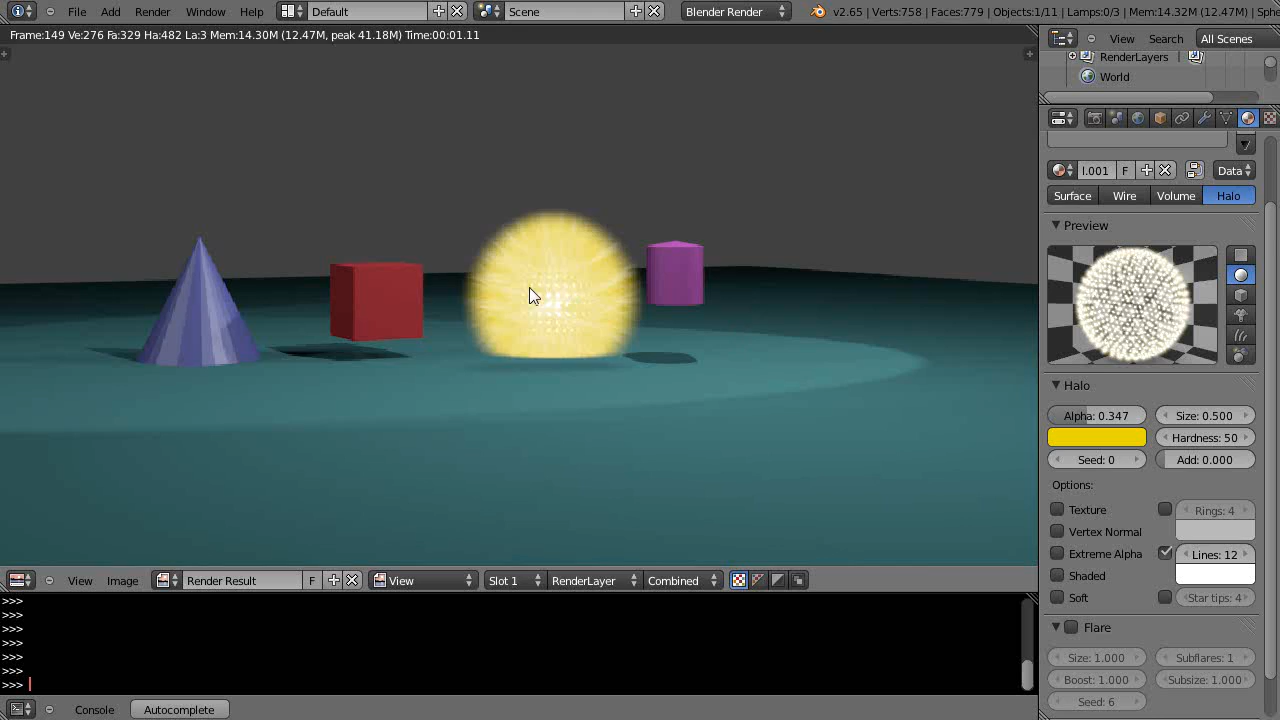 File Add Render Window Help Default Scene Blender Render v2.65 | Verts:758 | Faces:779 | Objects:1/11 | Lamps:0/3 | Mem:14.32M (12.47M) | Sphe
Frame:149 Ve:276 Fa:329 Ha:482 La:3 Mem:14.30M (12.47M, peak 41.18M) Time:00:01.11
View Search All Scenes
RenderLayers |
World
I.001 F Data
Surface Wire Volume Halo
Preview
Halo
Alpha: 0.347 Size: 0.500
Hardness: 50
Seed: 0 Add: 0.000
Options:
Texture Rings: 4
Vertex Normal
Extreme Alpha Lines: 12
Shaded
Soft Star tips: 4
Flare
Size: 1.000 Subflares: 1
Boost: 1.000 Subsize: 1.000
Seed: 6
View Image Render Result F View Slot 1 RenderLayer Combined
>>>
>>>
>>>
>>>
>>>
>>>
>>>
Console Autocomplete